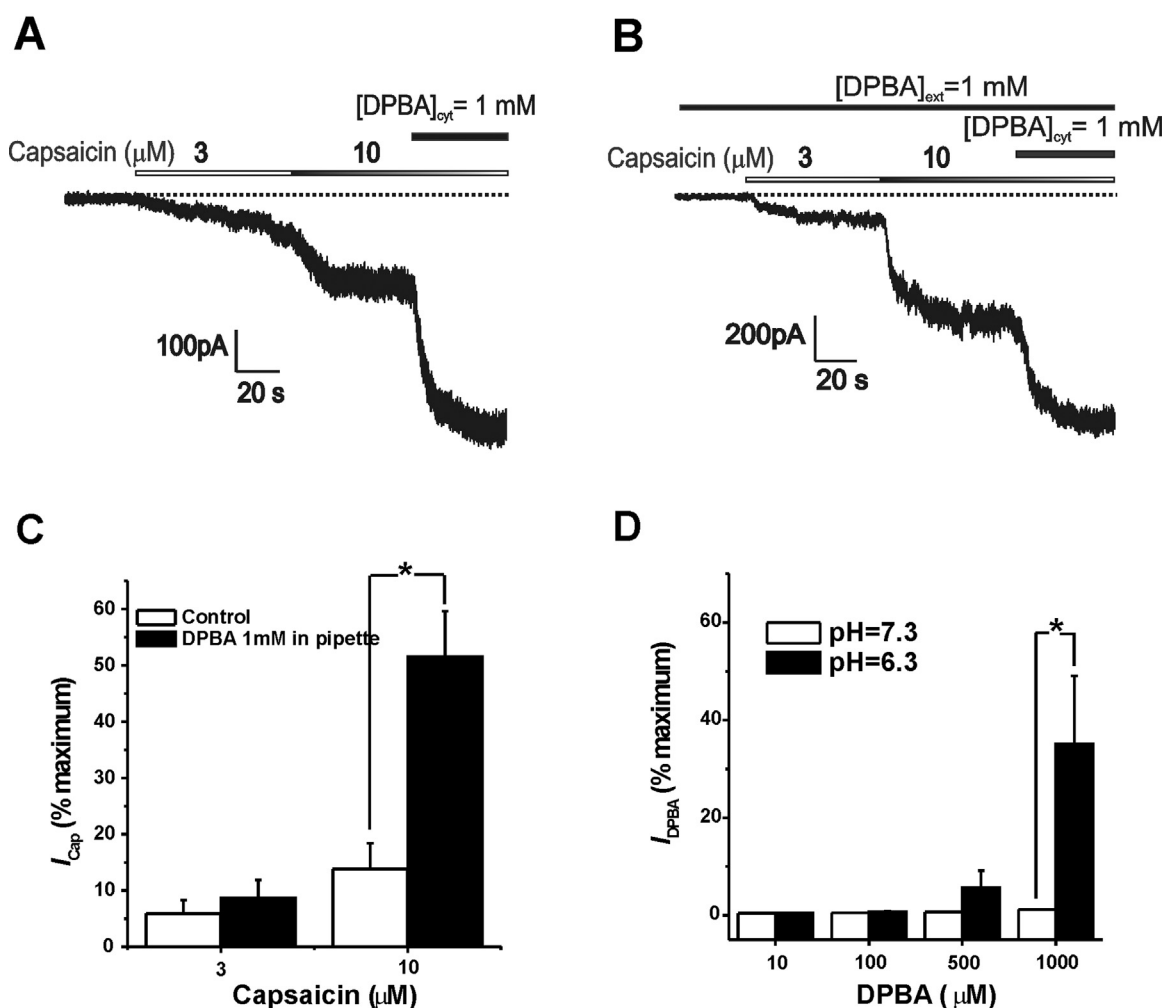 A
[DPBA]cyt= 1 mM
Capsaicin (μM) 3 10
100pA
20 s
B
[DPBA]ext=1 mM
[DPBA]cyt= 1 mM
Capsaicin (μM) 3 10
200pA
20 s
C
Control
DPBA 1mM in pipette
*
ICap (% maximum)
60
50
40
30
20
10
0
3 10
Capsaicin (μM)
D
pH=7.3
pH=6.3
*
IDPBA (% maximum)
60
40
20
0
10 100 500 1000
DPBA ( μM)